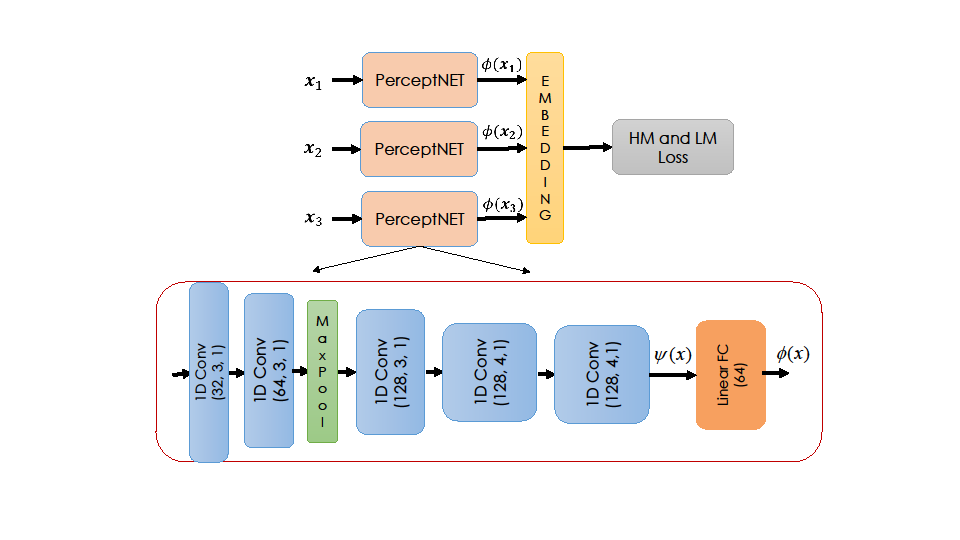 x₁
PerceptNET
ϕ(x₁)
x₂
PerceptNET
ϕ(x₂)
x₃
PerceptNET
ϕ(x₃)
EMBEDDING
HM and LM
Loss
1D Conv
(32, 3, 1)
1D Conv
(64, 3, 1)
MaxPool
1D Conv
(128, 3, 1)
1D Conv
(128, 4,1)
1D Conv
(128, 4,1)
ψ(x)
Linear FC
(64)
ϕ(x)